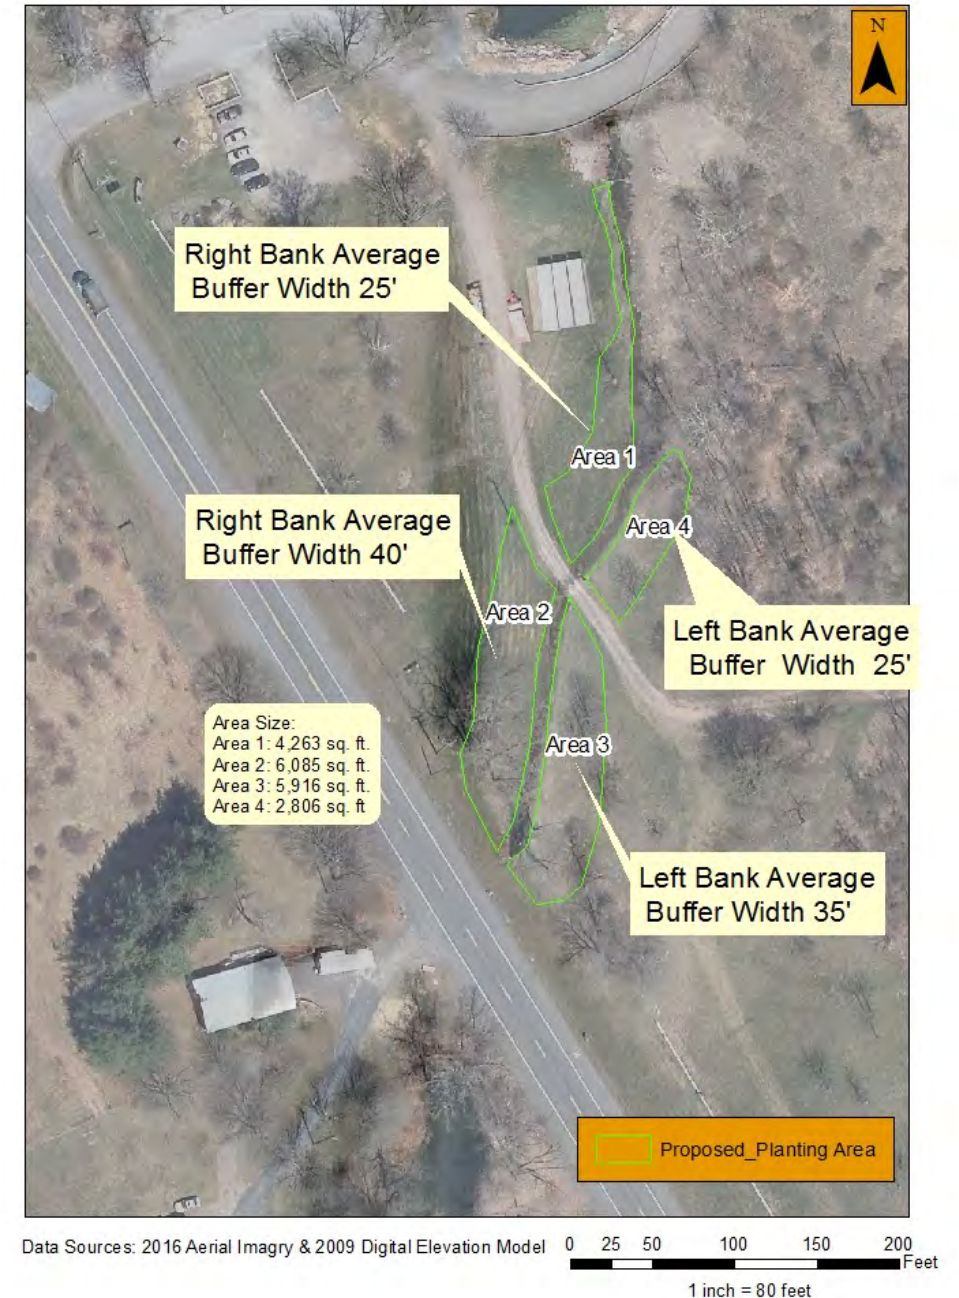 N
Right Bank Average
Buffer Width 25'
Area 1
Right Bank Average
Buffer Width 40'
Area 4
Area 2
Left Bank Average
Buffer Width 25'
Area Size:
Area 1: 4,263 sq. ft.
Area 2: 6,085 sq. ft.
Area 3: 5,916 sq. ft.
Area 4: 2,806 sq. ft
Area 3
Left Bank Average
Buffer Width 35'
Proposed_Planting Area
Data Sources: 2016 Aerial Imagry & 2009 Digital Elevation Model
0 25 50 100 150 200
Feet
1 inch = 80 feet